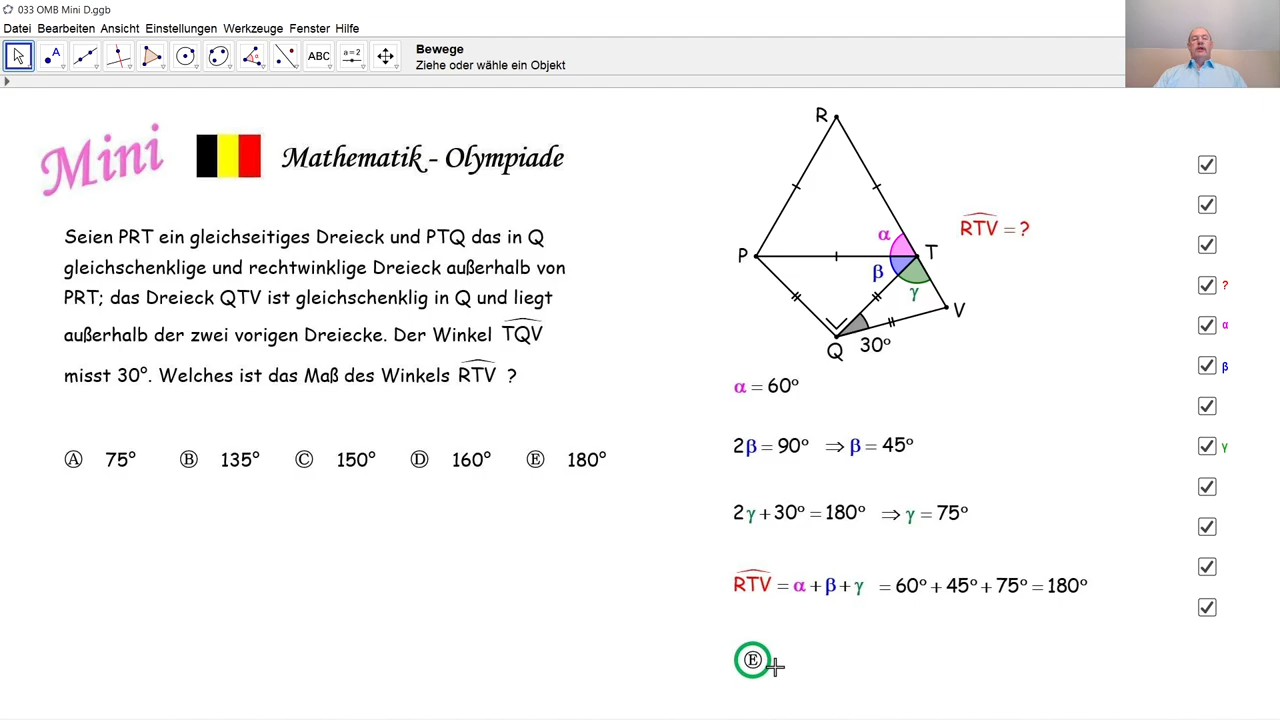 033 OMB Mini D.ggb
Datei Bearbeiten Ansicht Einstellungen Werkzeuge Fenster Hilfe
A ABC a=2
Bewege
Ziehe oder wähle ein Objekt
Mini
Mathematik - Olympiade
Seien PRT ein gleichseitiges Dreieck und PTQ das in Q
gleichschenklige und rechtwinklige Dreieck außerhalb von
PRT; das Dreieck QTV ist gleichschenklig in Q und liegt
außerhalb der zwei vorigen Dreiecke. Der Winkel TQV
misst 30°. Welches ist das Maß des Winkels RTV ?
Ⓐ 75° Ⓑ 135° Ⓒ 150° Ⓓ 160° Ⓔ 180°
R
α
RTV = ?
P
T
β
γ
V
Q
30°
α = 60°
2β = 90° ⇒ β = 45°
2γ + 30° = 180° ⇒ γ = 75°
RTV = α + β + γ = 60° + 45° + 75° = 180°
Ⓔ
?
α
β
γ